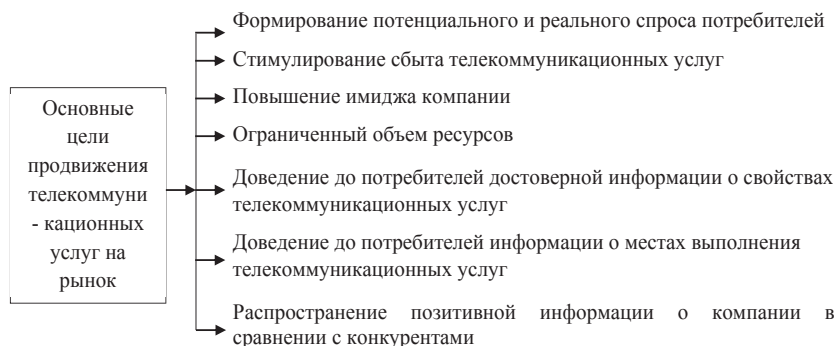 Основные
цели
продвижения
телекоммуни
- кационных
услуг на
рынок
Формирование потенциального и реального спроса потребителей
Стимулирование сбыта телекоммуникационных услуг
Повышение имиджа компании
Ограниченный объем ресурсов
Доведение до потребителей достоверной информации о свойствах
телекоммуникационных услуг
Доведение до потребителей информации о местах выполнения
телекоммуникационных услуг
Распространение позитивной информации о компании в
сравнении с конкурентами